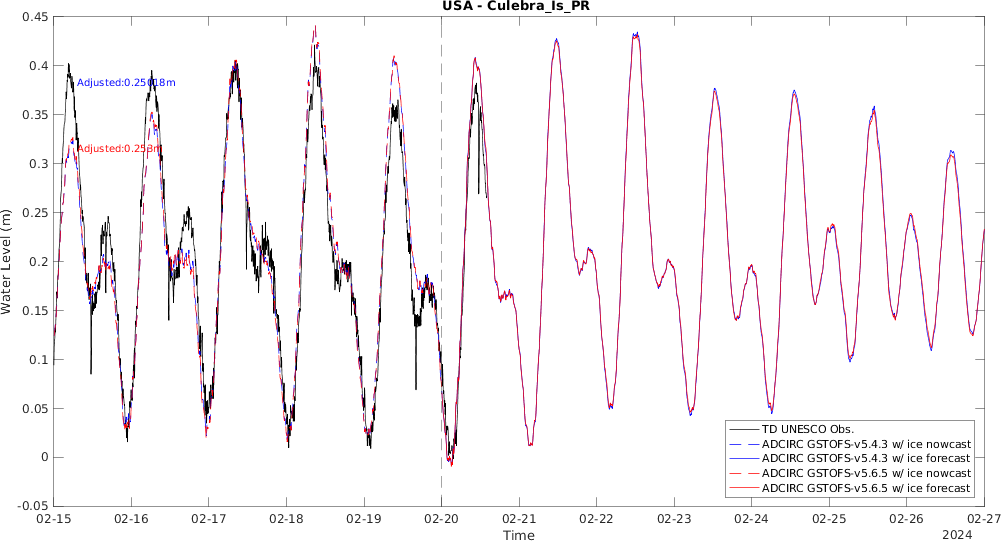 USA - Culebra_Is_PR
0.45
0.4
0.35
0.3
0.25
0.2
0.15
0.1
0.05
0
-0.05
Water Level (m)
Adjusted:0.25018m
Adjusted:0.253m
TD UNESCO Obs.
ADCIRC GSTOFS-v5.4.3 w/ ice nowcast
ADCIRC GSTOFS-v5.4.3 w/ ice forecast
ADCIRC GSTOFS-v5.6.5 w/ ice nowcast
ADCIRC GSTOFS-v5.6.5 w/ ice forecast
02-15 02-16 02-17 02-18 02-19 02-20 02-21 02-22 02-23 02-24 02-25 02-26 02-27
Time
2024